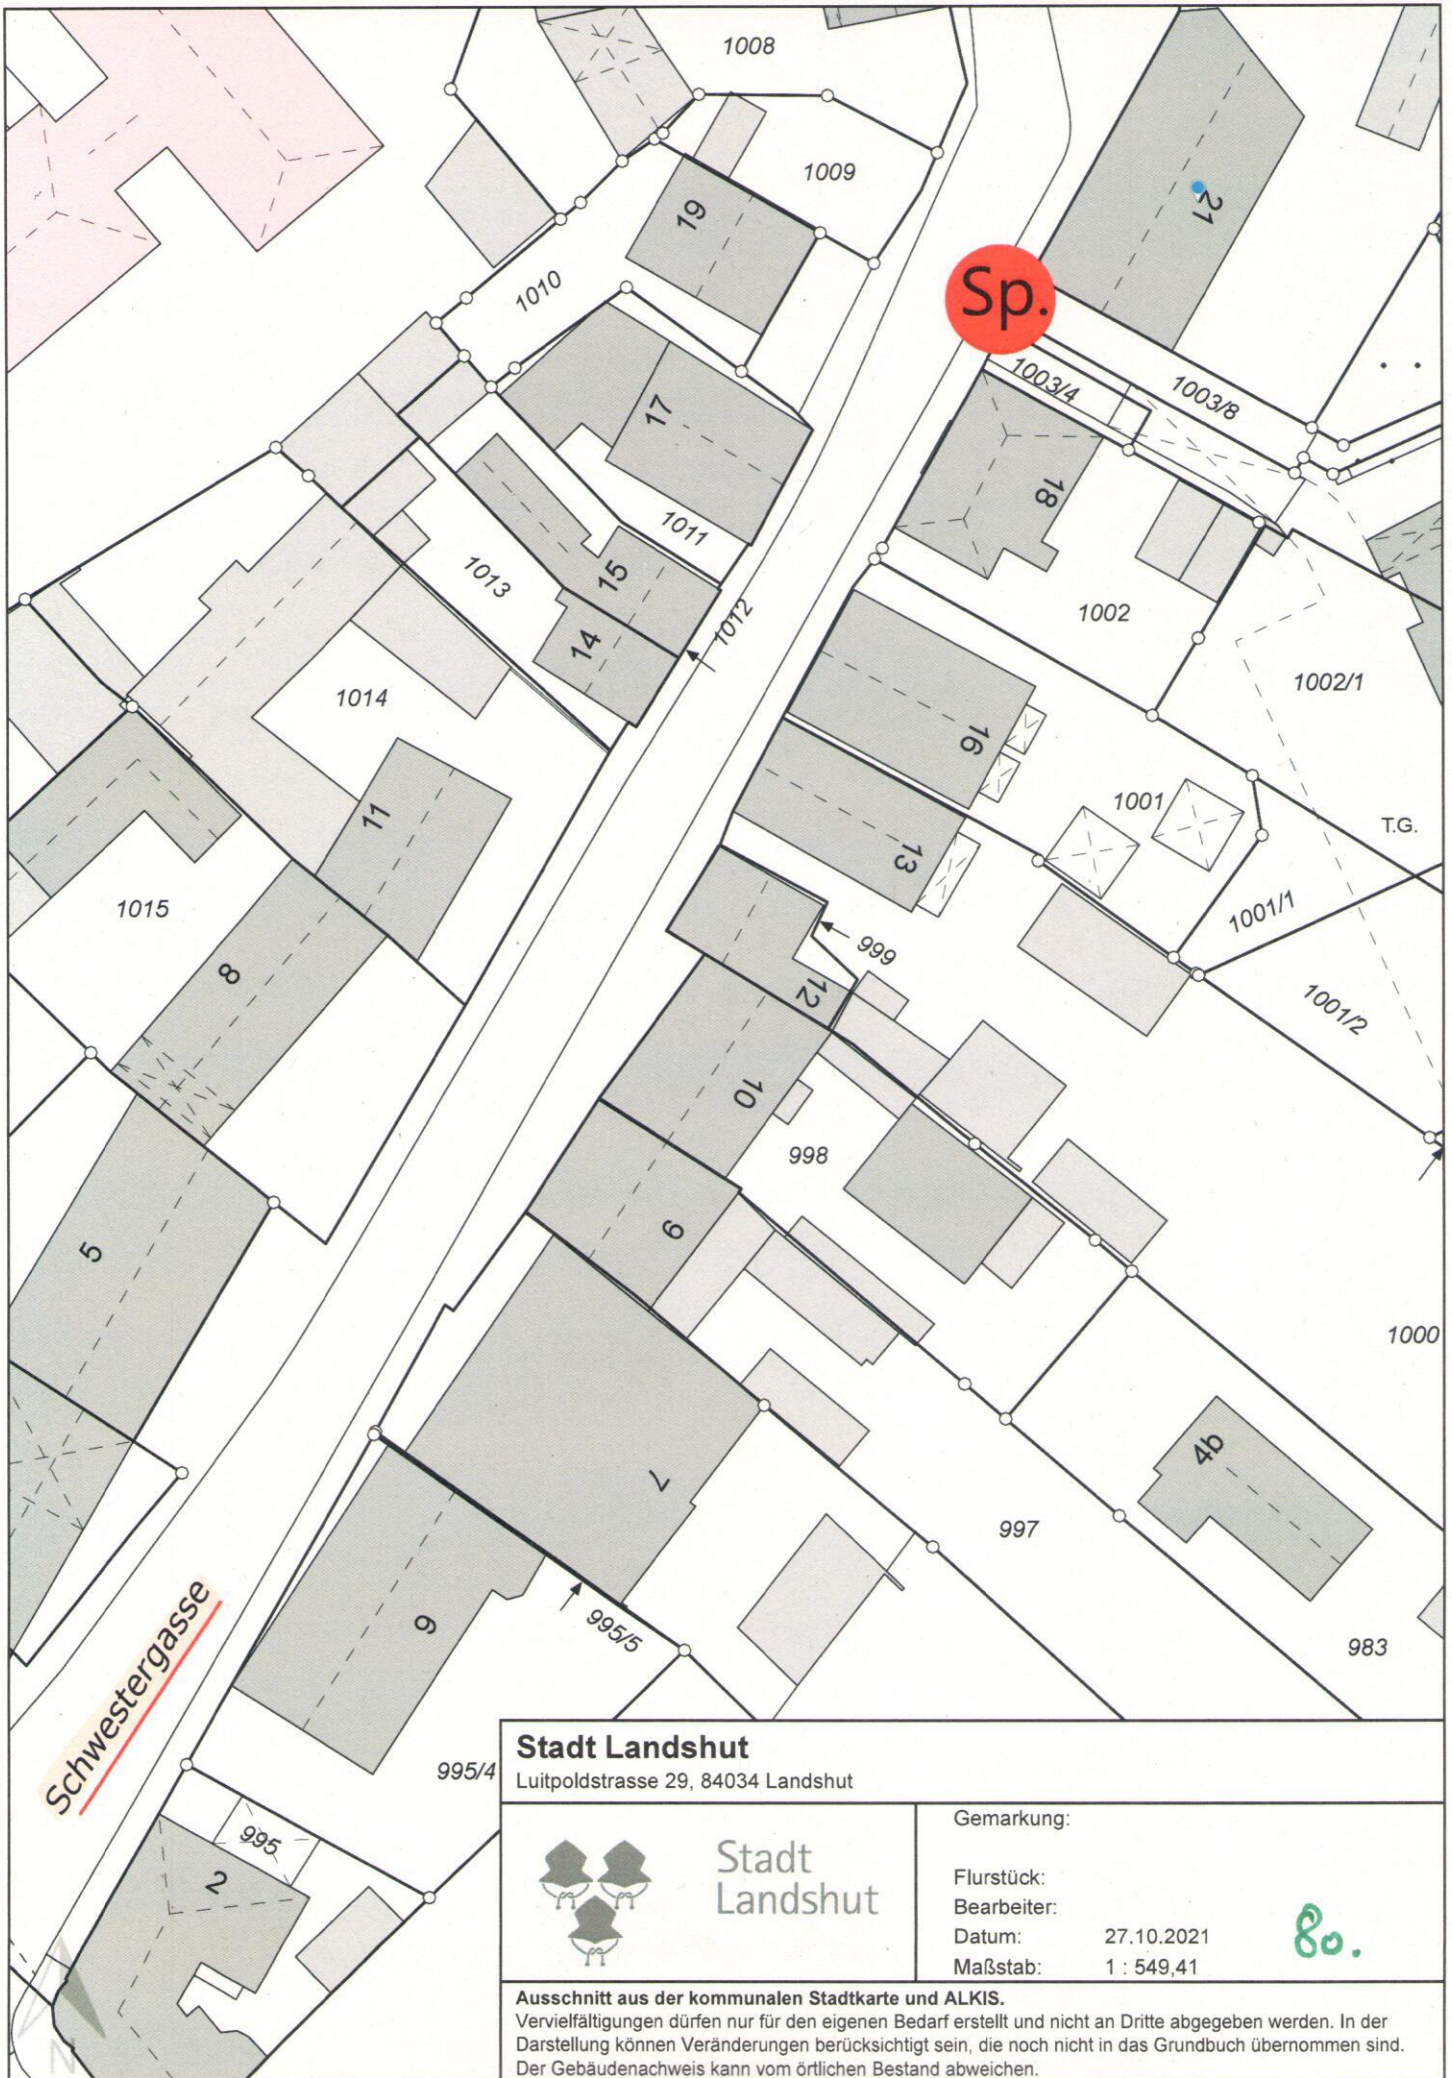 1008
1009
19
21
1010
Sp.
1003/4
1003/8
17
18
1011
15
1013
14
1012
1002
1002/1
1014
16
1001
T.G.
11
13
1015
1001/1
999
8
12
1001/2
10
998
9
5
1000
4b
7
997
9
995/5
983
Schwestergasse
995/4
995
2
N
Stadt Landshut
Luitpoldstrasse 29, 84034 Landshut
Stadt
Landshut
Gemarkung:
Flurstück:
Bearbeiter:
Datum: 27.10.2021
Maßstab: 1 : 549,41
80.
Ausschnitt aus der kommunalen Stadtkarte und ALKIS.
Vervielfältigungen dürfen nur für den eigenen Bedarf erstellt und nicht an Dritte abgegeben werden. In der
Darstellung können Veränderungen berücksichtigt sein, die noch nicht in das Grundbuch übernommen sind.
Der Gebäudenachweis kann vom örtlichen Bestand abweichen.